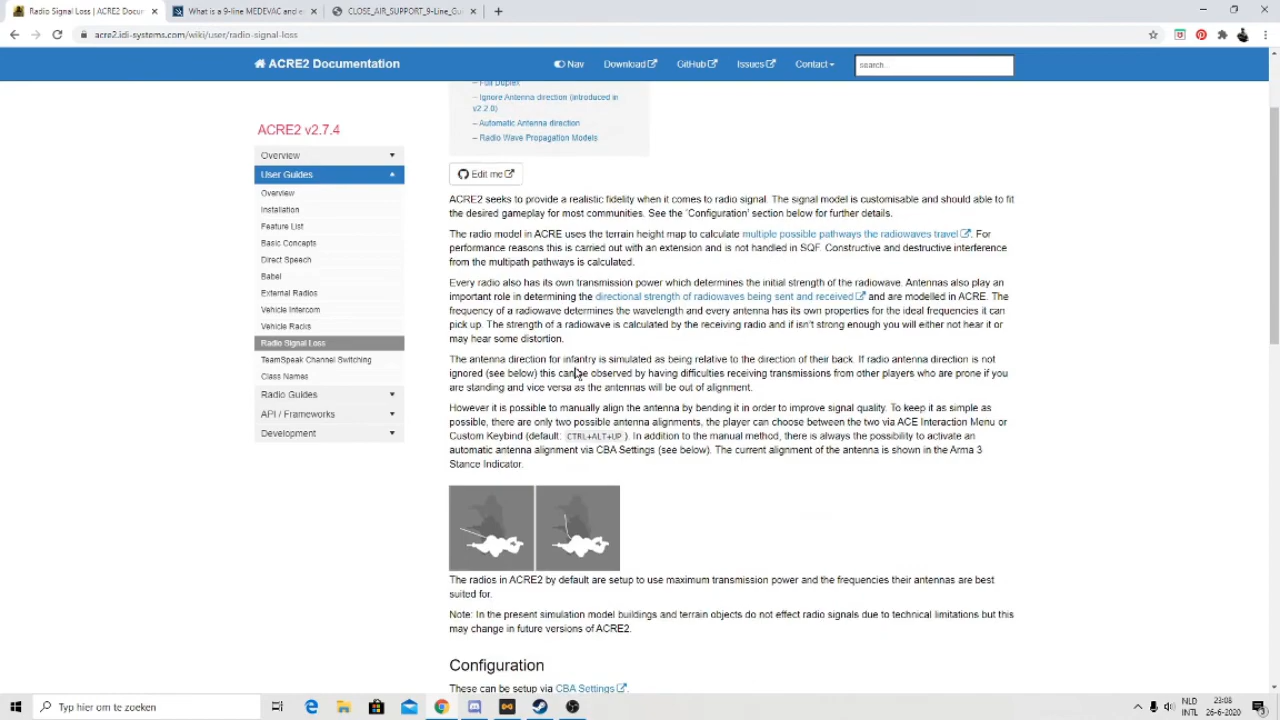 Radio Signal Loss | ACRE2 Docum
What is a 9-line MEDEVAC and e
CLOSE_AIR_SUPPORT_9-Line_Gu
acre2.idi-systems.com/wiki/user/radio-signal-loss
ACRE2 Documentation
Nav
Download
GitHub
Issues
Contact
search...
– Full Duplex
– Ignore Antenna direction (introduced in
v2.2.0)
– Automatic Antenna direction
– Radio Wave Propagation Models
ACRE2 v2.7.4
Overview
User Guides
Overview
Installation
Feature List
Basic Concepts
Direct Speech
Babel
External Radios
Vehicle Intercom
Vehicle Racks
Radio Signal Loss
TeamSpeak Channel Switching
Class Names
Radio Guides
API / Frameworks
Development
Edit me
ACRE2 seeks to provide a realistic fidelity when it comes to radio signal. The signal model is customisable and should able to fit
the desired gameplay for most communities. See the 'Configuration' section below for further details.
The radio model in ACRE uses the terrain height map to calculate multiple possible pathways the radiowaves travel. For
performance reasons this is carried out with an extension and is not handled in SQF. Constructive and destructive interference
from the multipath pathways is calculated.
Every radio also has its own transmission power which determines the initial strength of the radiowave. Antennas also play an
important role in determining the directional strength of radiowaves being sent and received and are modelled in ACRE. The
frequency of a radiowave determines the wavelength and every antenna has its own properties for the ideal frequencies it can
pick up. The strength of a radiowave is calculated by the receiving radio and if isn't strong enough you will either not hear it or
may hear some distortion.
The antenna direction for infantry is simulated as being relative to the direction of their back. If radio antenna direction is not
ignored (see below) this can be observed by having difficulties receiving transmissions from other players who are prone if you
are standing and vice versa as the antennas will be out of alignment.
However it is possible to manually align the antenna by bending it in order to improve signal quality. To keep it as simple as
possible, there are only two possible antenna alignments, the player can choose between the two via ACE Interaction Menu or
Custom Keybind (default: CTRL+ALT+UP). In addition to the manual method, there is always the possibility to activate an
automatic antenna alignment via CBA Settings (see below). The current alignment of the antenna is shown in the Arma 3
Stance Indicator.
The radios in ACRE2 by default are setup to use maximum transmission power and the frequencies their antennas are best
suited for.
Note: In the present simulation model buildings and terrain objects do not effect radio signals due to technical limitations but this
may change in future versions of ACRE2.
Configuration
These can be setup via CBA Settings.
Typ hier om te zoeken
NLD
INTL
23:08
26-6-2020